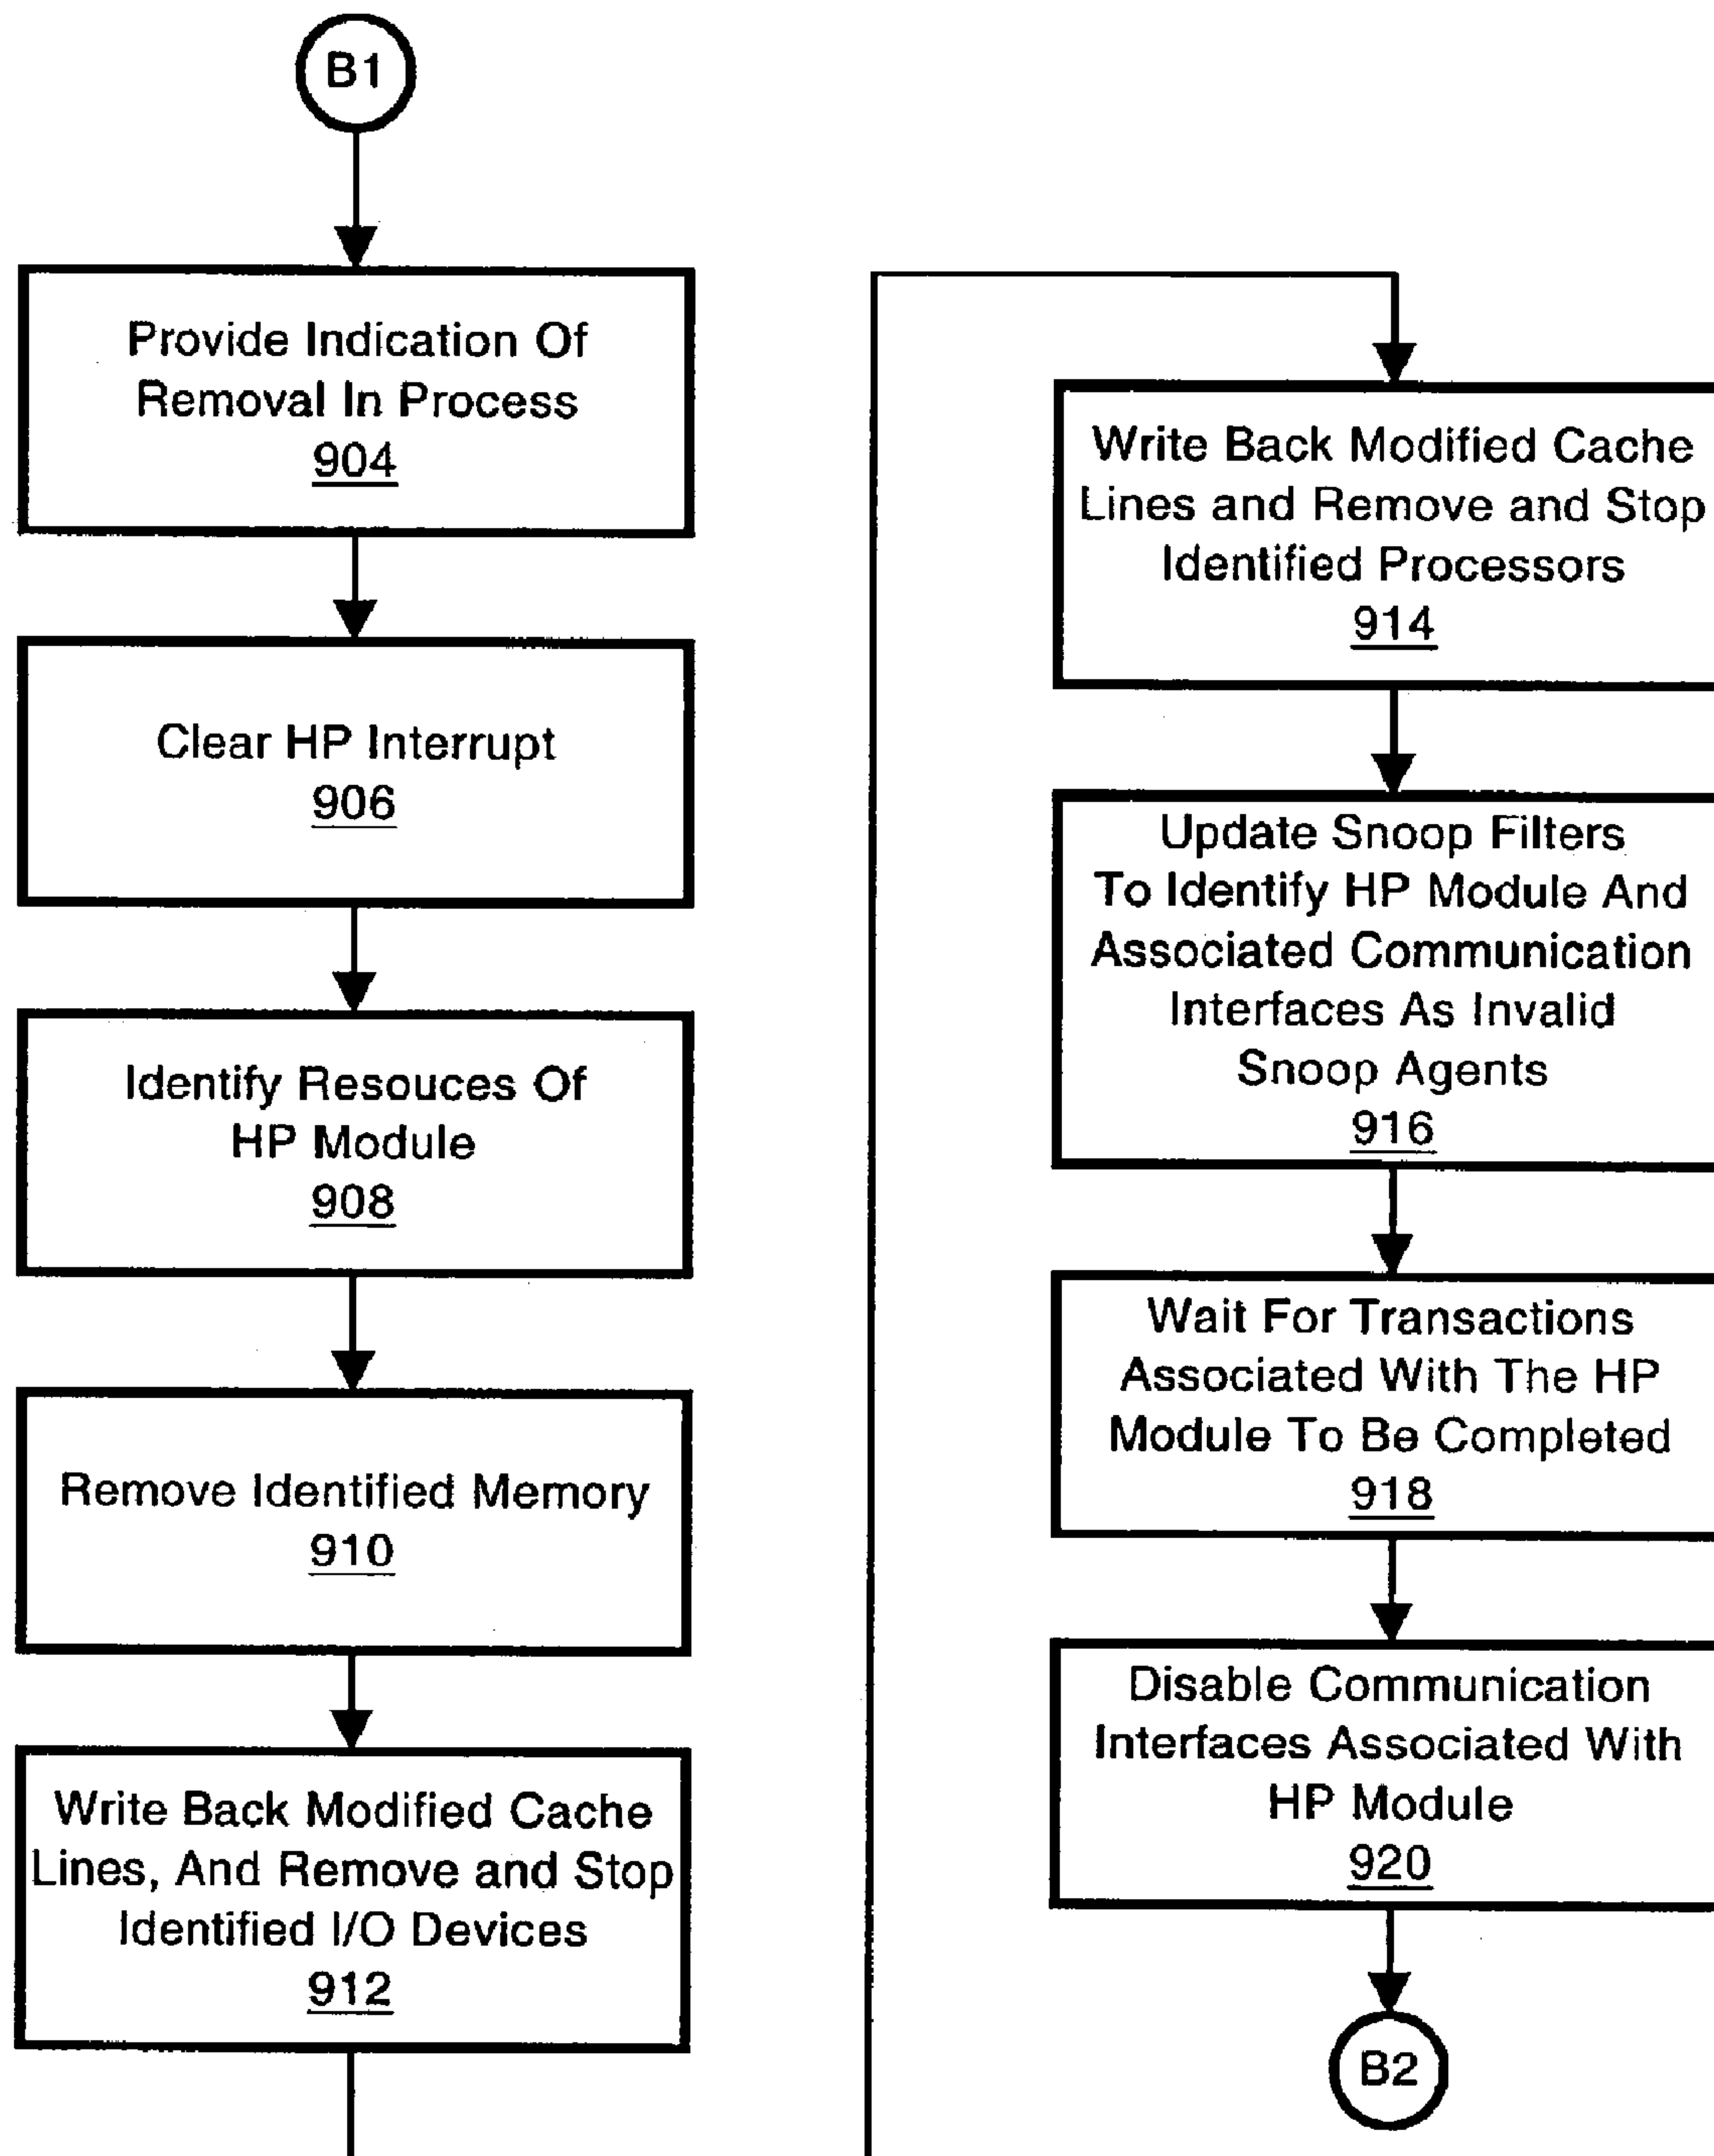 B1
Provide Indication Of
Removal In Process
904
Clear HP Interrupt
906
Identify Resouces Of
HP Module
908
Remove Identified Memory
910
Write Back Modified Cache
Lines, And Remove and Stop
Identified I/O Devices
912
Write Back Modified Cache
Lines and Remove and Stop
Identified Processors
914
Update Snoop Filters
To Identify HP Module And
Associated Communication
Interfaces As Invalid
Snoop Agents
916
Wait For Transactions
Associated With The HP
Module To Be Completed
918
Disable Communication
Interfaces Associated With
HP Module
920
B2